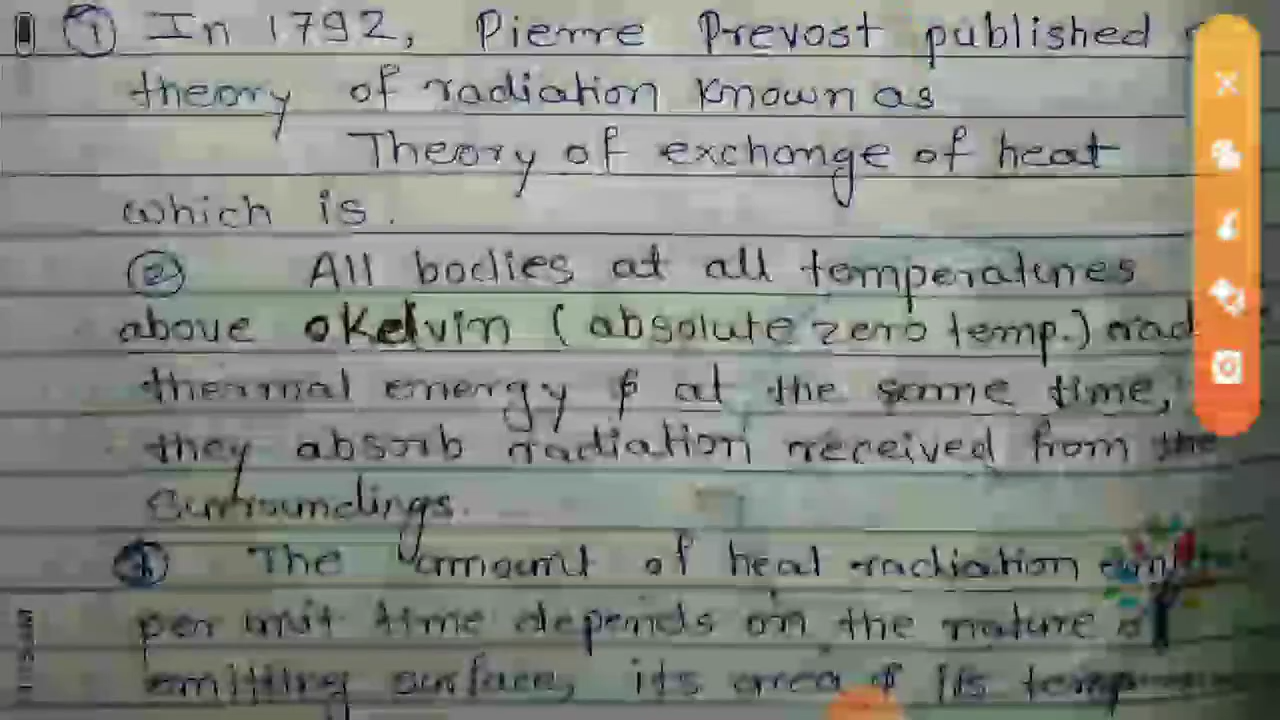 ① In 1792, Pierre Prevost published
theory of radiation known as
Theory of exchange of heat
which is.
② All bodies at all temperatures
above 0 Kelvin (absolute zero temp.) rad
thermal energy & at the same time,
they absorb radiation received from the
surroundings.
The amount of heat radiation
per unit time depends on the nature of
emitting surface, its area & its temp